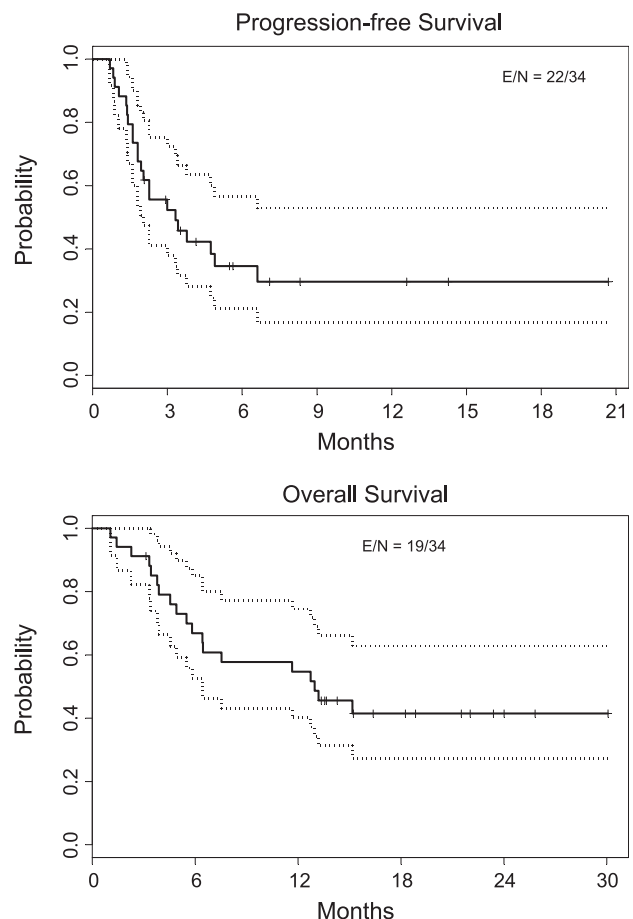 Progression-free Survival
E/N = 22/34
Probability
1.0
0.8
0.6
0.4
0.2
0.0
0 3 6 9 12 15 18 21
Months
Overall Survival
E/N = 19/34
Probability
1.0
0.8
0.6
0.4
0.2
0.0
0 6 12 18 24 30
Months